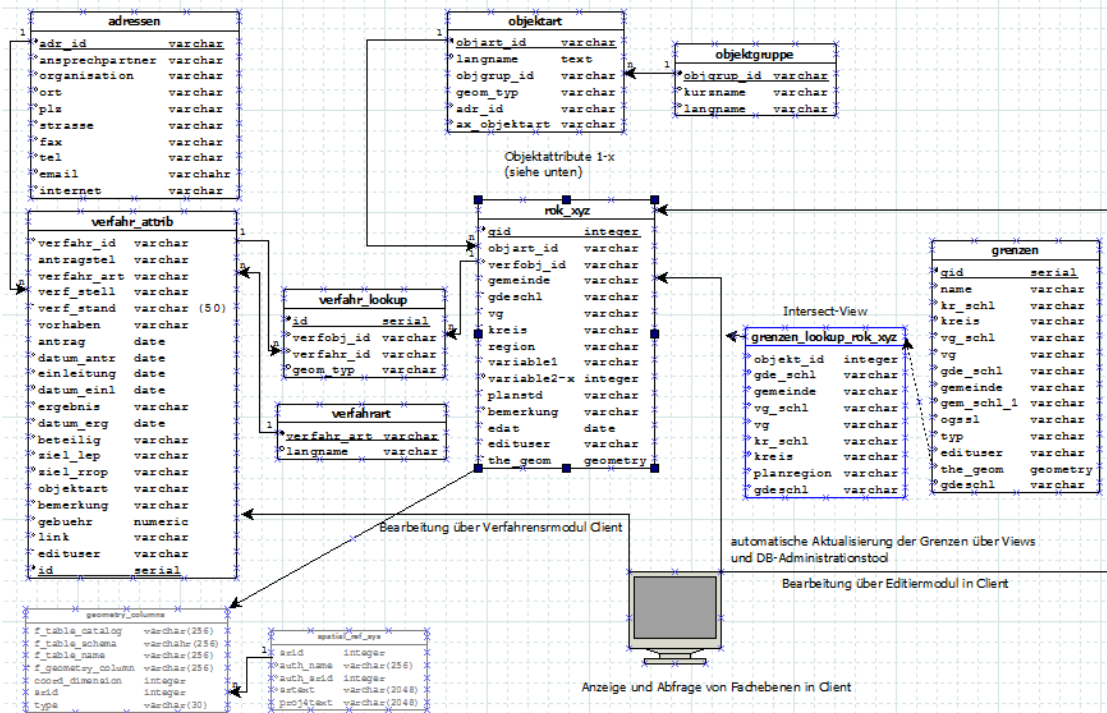 adressen
adr_id varchar
ansprechpartner varchar
organisation varchar
ort varchar
plz varchar
strasse varchar
fax varchar
tel varchar
email varchahr
internet varchar
1
objektart
objart_id varchar
langname text
objgrup_id varchar
geom_typ varchar
adr_id varchar
ax_objektart varchar
1
n
1
objektgruppe
objgrup_id varchar
kurzname varchar
langname varchar
Objektattribute 1-x
(siehe unten)
verfahr_attrib
verfahr_id varchar
antragstel varchar
verfahr_art varchar
verf_stell varchar
verf_stand varchar (50)
vorhaben varchar
antrag date
datum_antr date
einleitung date
datum_einl date
ergebnis varchar
datum_erg date
beteilig varchar
ziel_lep varchar
ziel_rrop varchar
objektart varchar
bemerkung varchar
gebuehr numeric
link varchar
edituser varchar
id serial
n
1
n
verfahr_lookup
id serial
verfobj_id varchar
verfahr_id varchar
geom_typ varchar
n
n
verfahrart
verfahr_art varchar
langname varchar
1
rok_xyz
gid integer
objart_id varchar
verfobj_id varchar
gemeinde varchar
gdeschl varchar
vg varchar
kreis varchar
region varchar
variable1 varchar
variable2-x integer
planstd varchar
bemerkung varchar
edat date
edituser varchar
the_geom geometry
n
1
Intersect-View
grenzen_lookup_rok_xyz
objekt_id integer
gde_schl varchar
gemeinde varchar
vg_schl varchar
vg varchar
kr_schl varchar
kreis varchar
planregion varchar
gdeschl varchar
grenzen
gid serial
name varchar
kr_schl varchar
kreis varchar
vg_schl varchar
vg varchar
gde_schl varchar
gemeinde varchar
gem_schl_1 varchar
ogssl varchar
typ varchar
edituser varchar
the_geom geometry
gdeschl varchar
Bearbeitung über Verfahrensrmodul Client
automatische Aktualisierung der Grenzen über Views
und DB-Administrationstool
Bearbeitung über Editiermodul in Client
Anzeige und Abfrage von Fachebenen in Client
geometry_columns
f_table_catalog varchar(256)
f_table_schema varchahr(256)
f_table_name varchar(256)
f_geometry_column varchar(256)
coord_dimension integer
srid integer
type varchar(30)
n
1
spatial_ref_sys
srid integer
auth_name varchar(256)
auth_srid integer
srtext varchar(2048)
proj4text varchar(2048)